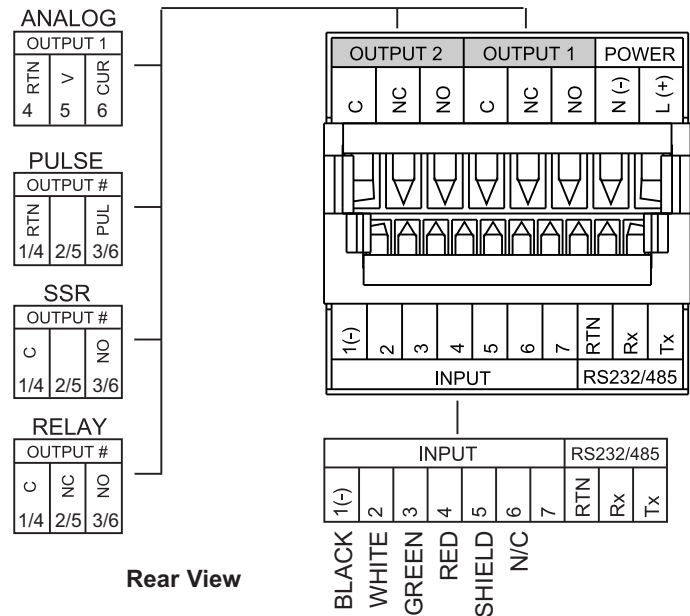 ANALOG
OUTPUT 1
RTN V CUR
4 5 6
PULSE
OUTPUT #
RTN PUL
1/4 2/5 3/6
SSR
OUTPUT #
C NO
1/4 2/5 3/6
RELAY
OUTPUT #
C NC NO
1/4 2/5 3/6
OUTPUT 2 OUTPUT 1 POWER
C NC NO C NC NO N (-) L (+)
1(-) 2 3 4 5 6 7 RTN Rx Tx
INPUT RS232/485
INPUT RS232/485
1(-) 2 3 4 5 6 7 RTN Rx Tx
BLACK WHITE GREEN RED SHIELD N/C
Rear View